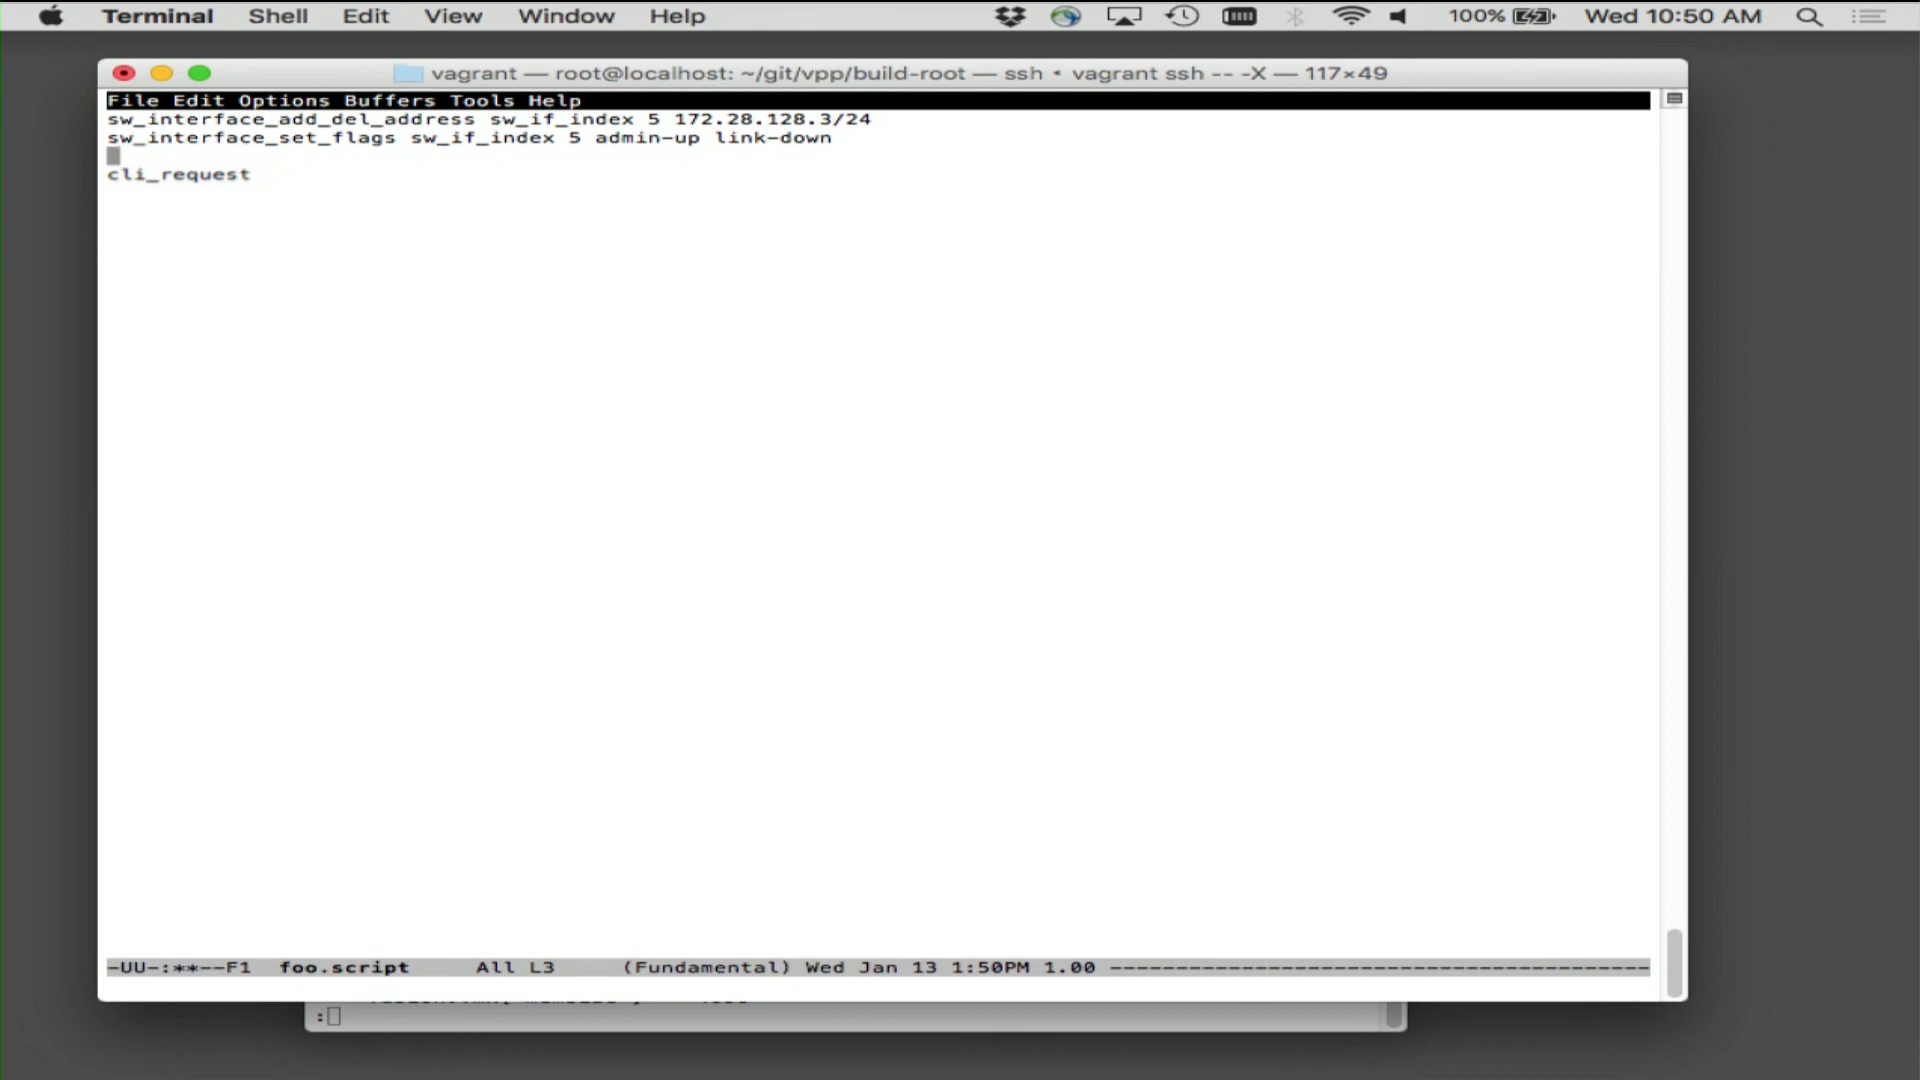 Terminal Shell Edit View Window Help 100% Wed 10:50 AM
vagrant — root@localhost: ~/git/vpp/build-root — ssh • vagrant ssh -- -X — 117×49
File Edit Options Buffers Tools Help
sw_interface_add_del_address sw_if_index 5 172.28.128.3/24
sw_interface_set_flags sw_if_index 5 admin-up link-down
cli_request
-UU-:**--F1 foo.script All L3 (Fundamental) Wed Jan 13 1:50PM 1.00 -----------------------------------------
: